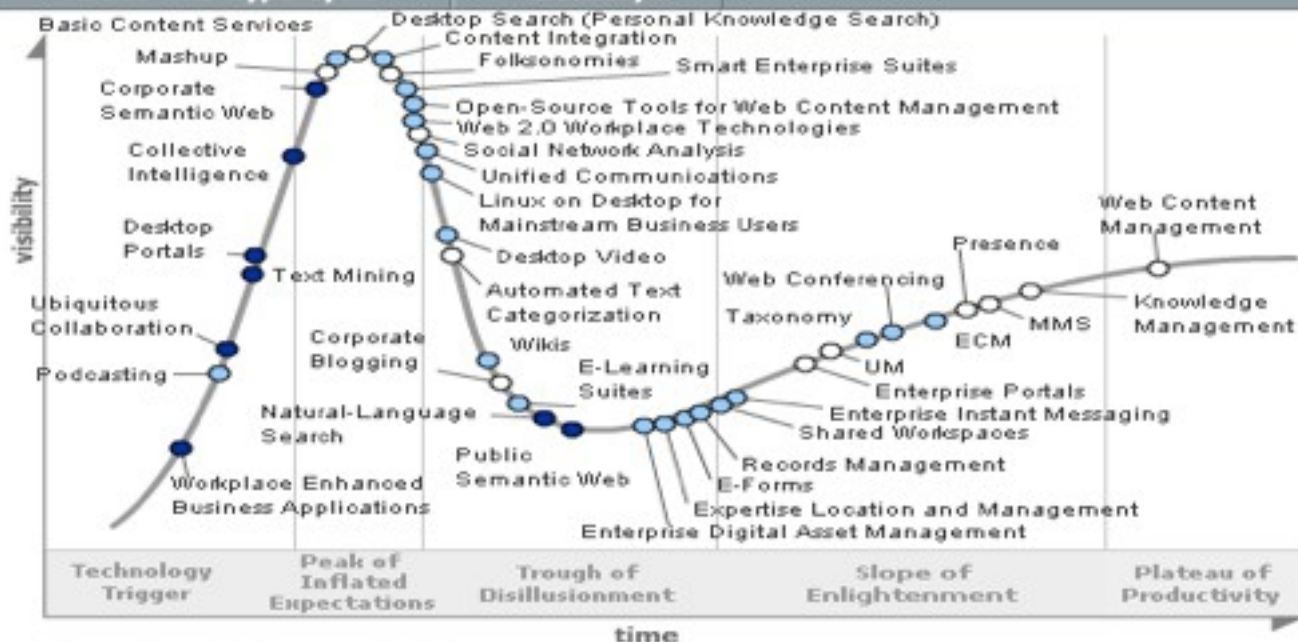 Basic Content Services
Desktop Search (Personal Knowledge Search)
Mashup
Content Integration
Folksonomies
Smart Enterprise Suites
Corporate
Semantic Web
Open-Source Tools for Web Content Management
Web 2.0 Workplace Technologies
Social Network Analysis
Collective
Intelligence
Unified Communications
Linux on Desktop for
Mainstream Business Users
Desktop
Portals
Text Mining
Desktop Video
Automated Text
Categorization
Ubiquitous
Collaboration
Podcasting
Corporate
Blogging
Wikis
E-Learning
Suites
Natural-Language
Search
Public
Semantic Web
Workplace Enhanced
Business Applications
Web Content
Management
Presence
Web Conferencing
Taxonomy
Knowledge
Management
MMS
ECM
UM
Enterprise Portals
Enterprise Instant Messaging
Shared Workspaces
Records Management
E-Forms
Expertise Location and Management
Enterprise Digital Asset Management
visibility
Technology
Trigger
Peak of
Inflated
Expectations
Trough of
Disillusionment
Slope of
Enlightenment
Plateau of
Productivity
time